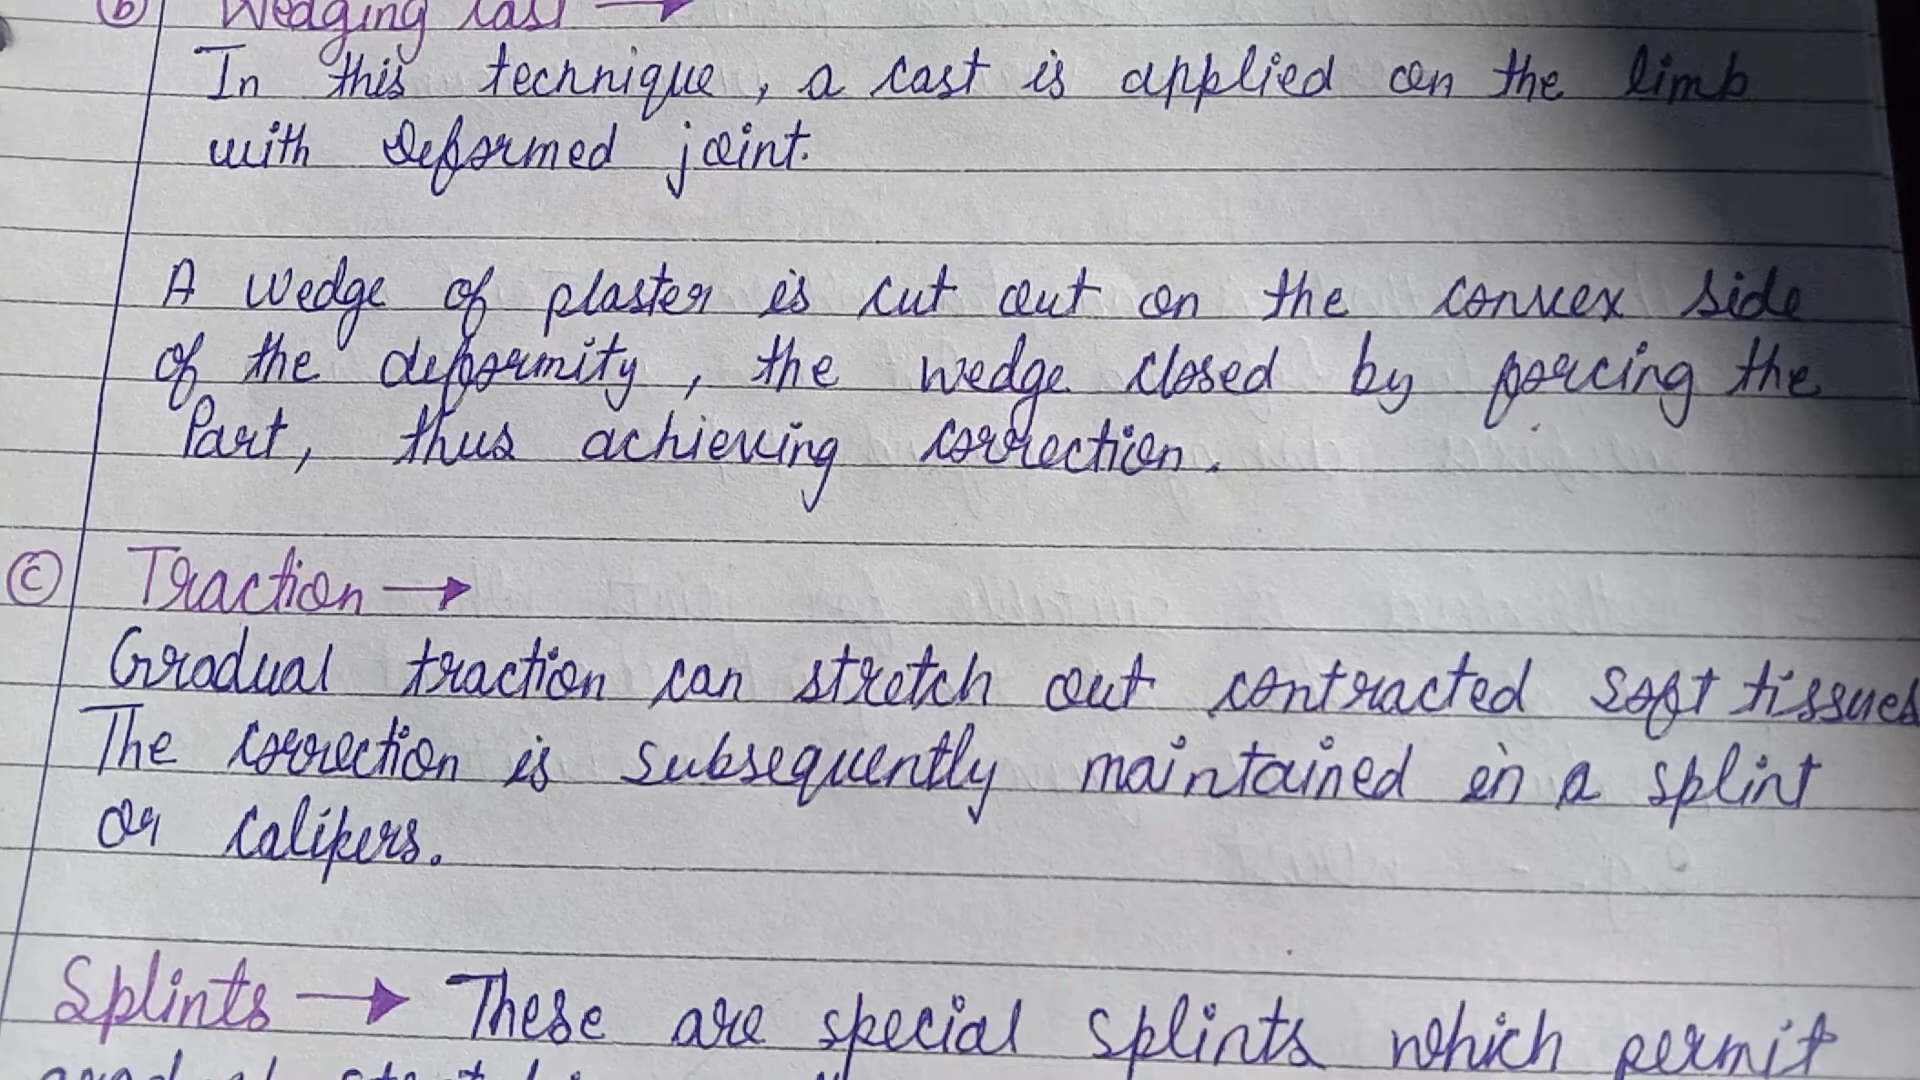 (b) Wedging Cast →
In this technique, a cast is applied on the limb
with deformed joint.
A wedge of plaster is cut out on the convex side
of the deformity, the wedge closed by forcing the
Part, thus achieving correction.
(C) Traction →
Gradual traction can stretch out contracted soft tissues
The correction is subsequently maintained in a splint
or calipers.
Splints → These are special splints which permit